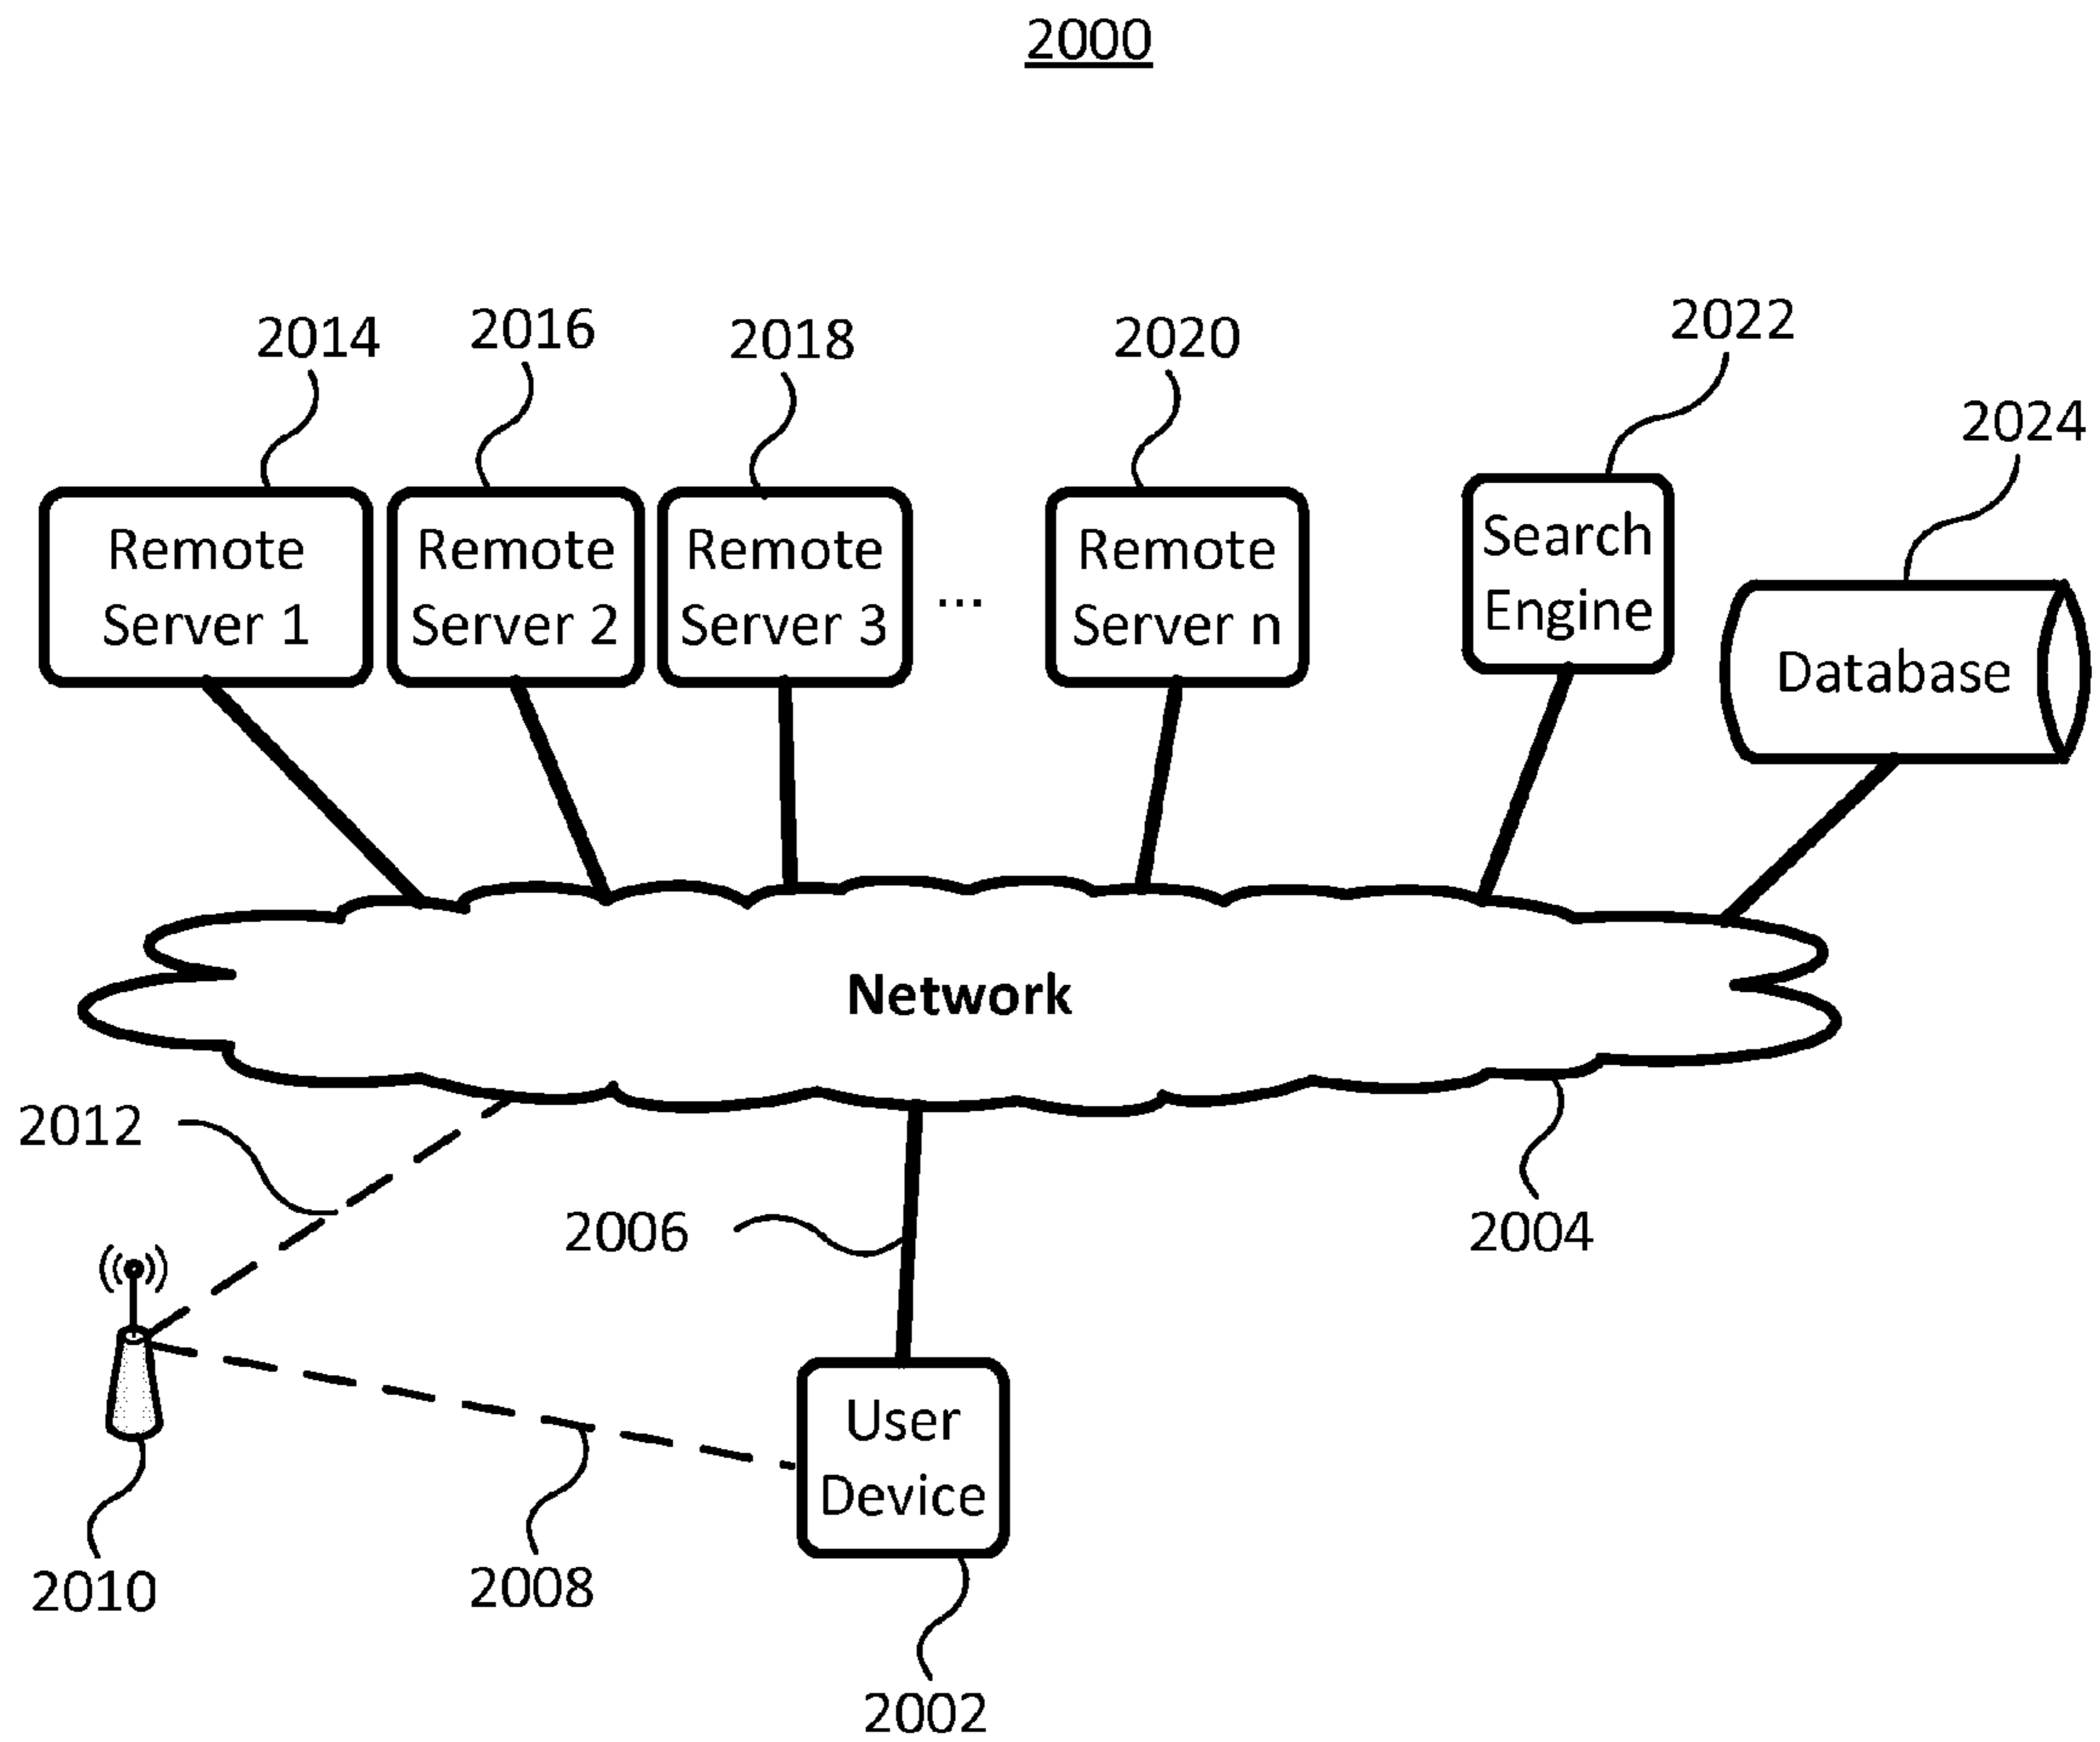 2000
2014
2016
2018
2020
2022
2024
Remote
Server 1
Remote
Server 2
Remote
Server 3
...
Remote
Server n
Search
Engine
Database
Network
2012
2006
2004
User
Device
2010
2008
2002